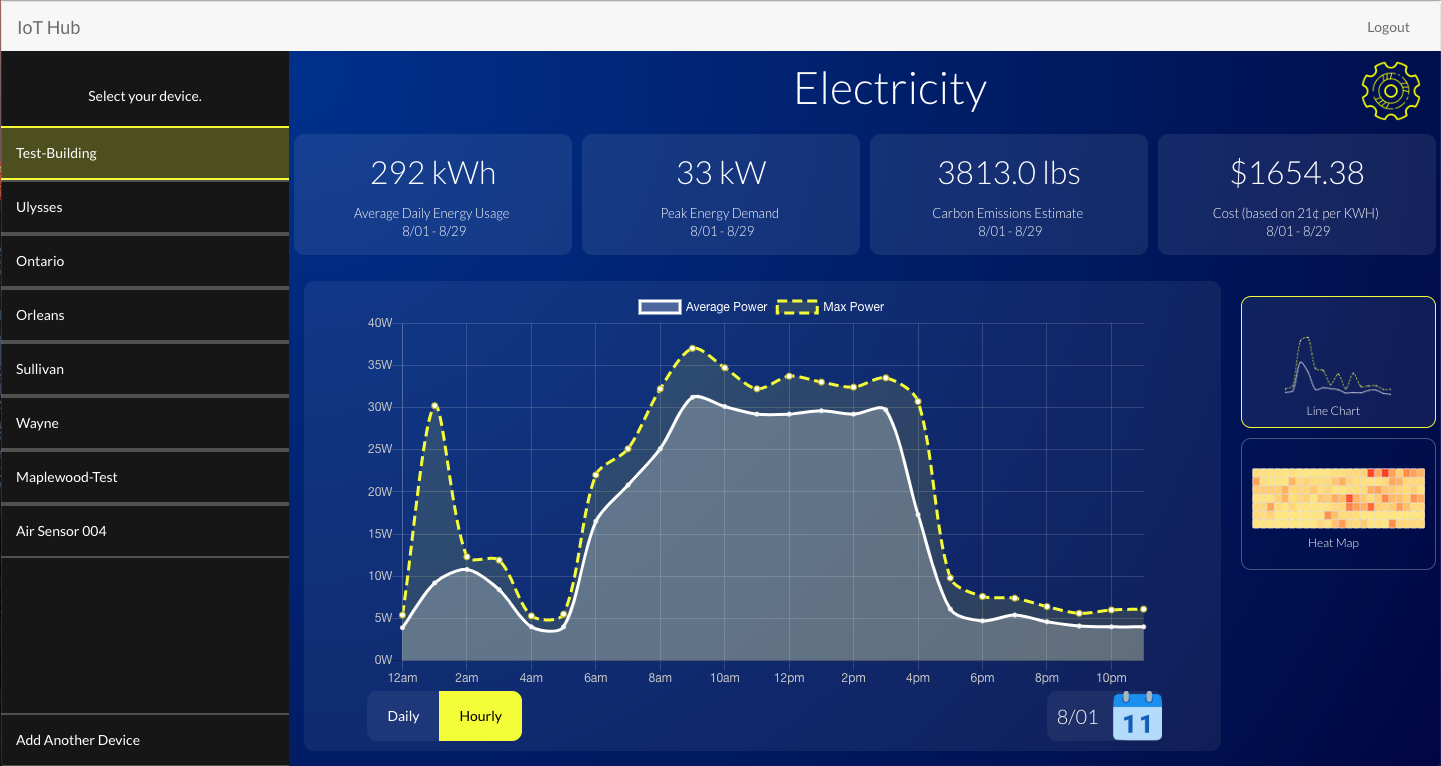 IoT Hub
Logout
Select your device.
Test-Building
Ulysses
Ontario
Orleans
Sullivan
Wayne
Maplewood-Test
Air Sensor 004
Add Another Device
Electricity
292 kWh
Average Daily Energy Usage
8/01 - 8/29
33 kW
Peak Energy Demand
8/01 - 8/29
3813.0 lbs
Carbon Emissions Estimate
8/01 - 8/29
$1654.38
Cost (based on 21¢ per KWH)
8/01 - 8/29
Average Power
Max Power
40W
35W
30W
25W
20W
15W
10W
5W
0W
12am 2am 4am 6am 8am 10am 12pm 2pm 4pm 6pm 8pm 10pm
Daily
Hourly
8/01
11
Line Chart
Heat Map